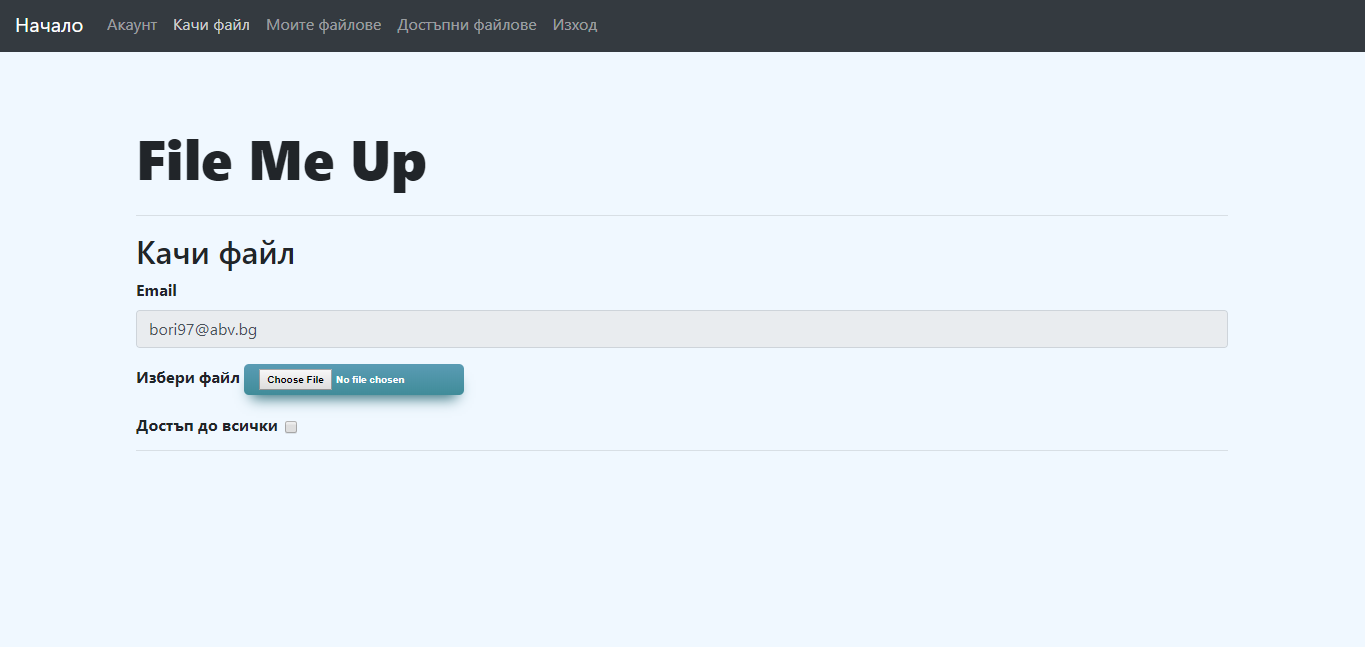 Начало Акаунт Качи файл Моите файлове Достъпни файлове Изход
File Me Up
Качи файл
Email
bori97@abv.bg
Избери файл Choose File No file chosen
Достъп до всички